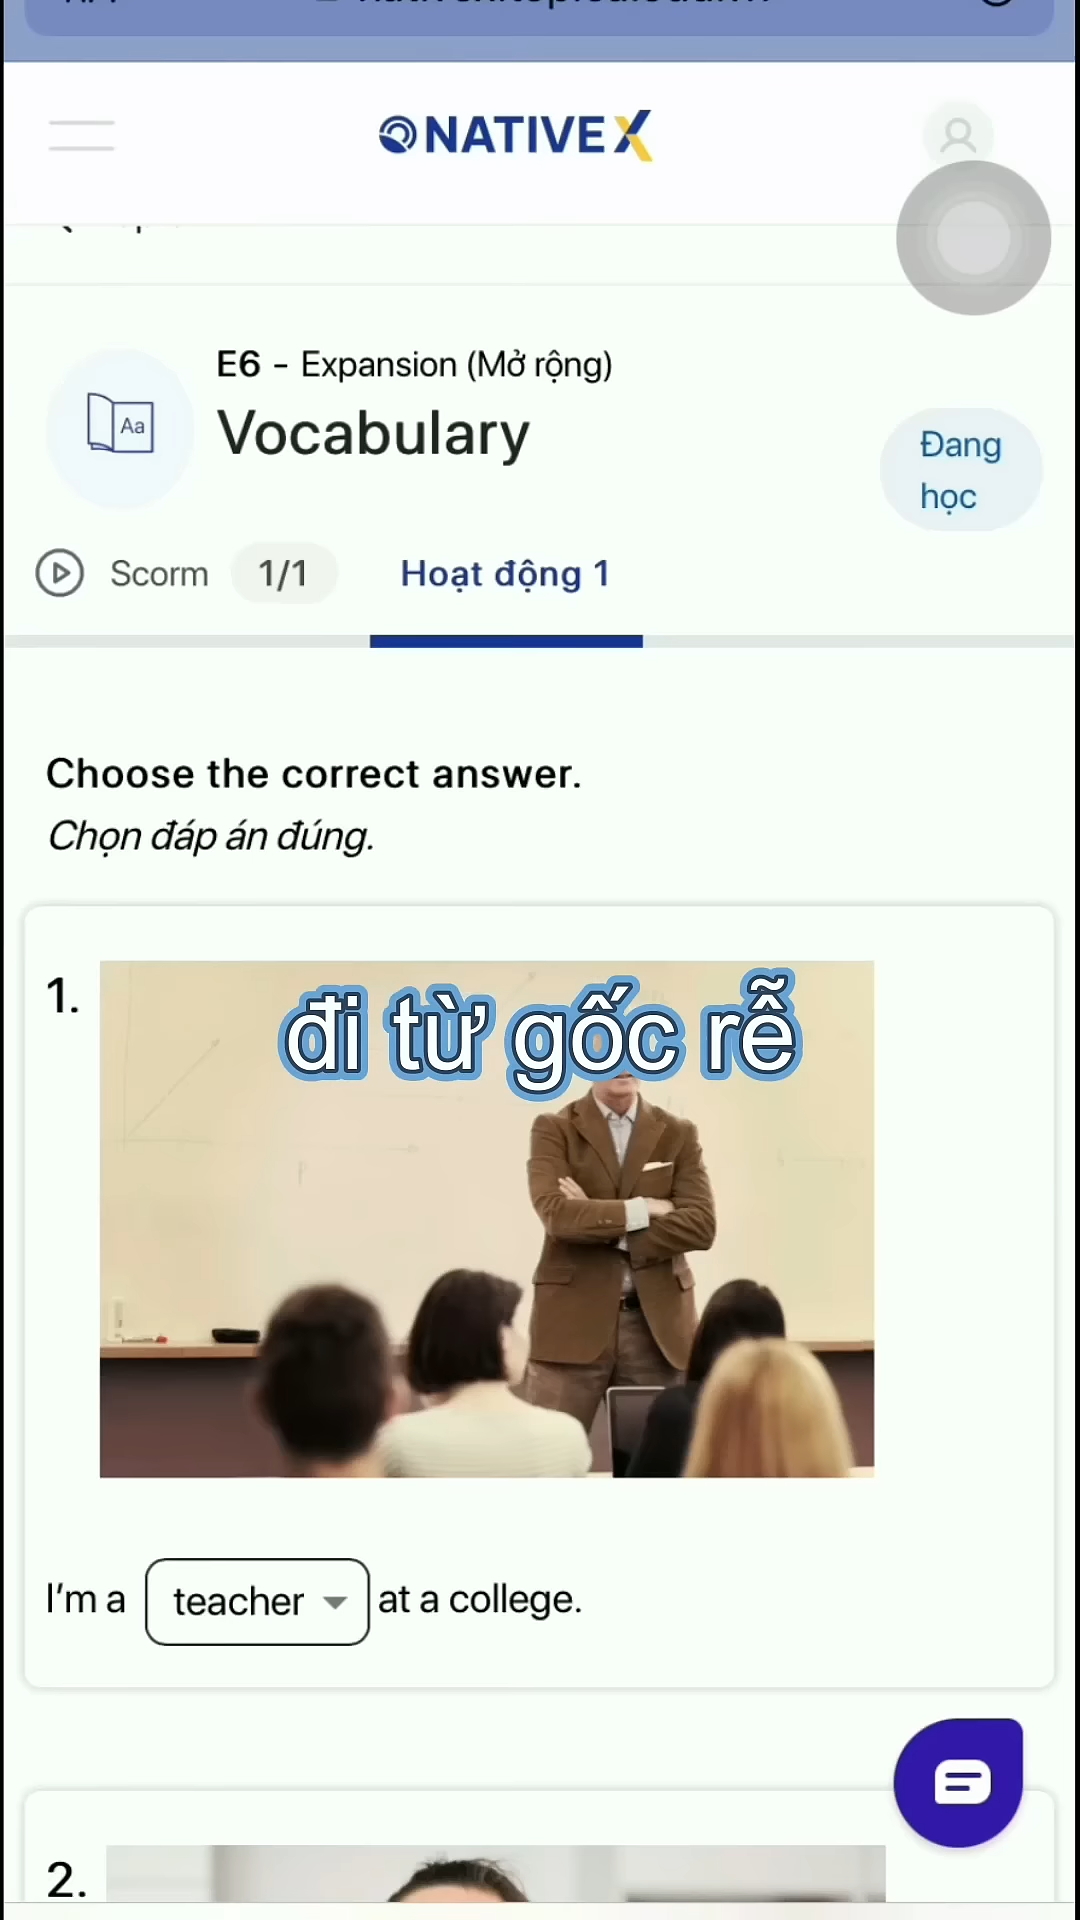 NATIVEX
E6 - Expansion (Mở rộng)
Aa
Vocabulary
Đang
học
Scorm 1/1 Hoạt động 1
Choose the correct answer.
Chọn đáp án đúng.
1.
đi từ gốc rễ
I'm a teacher at a college.
2.